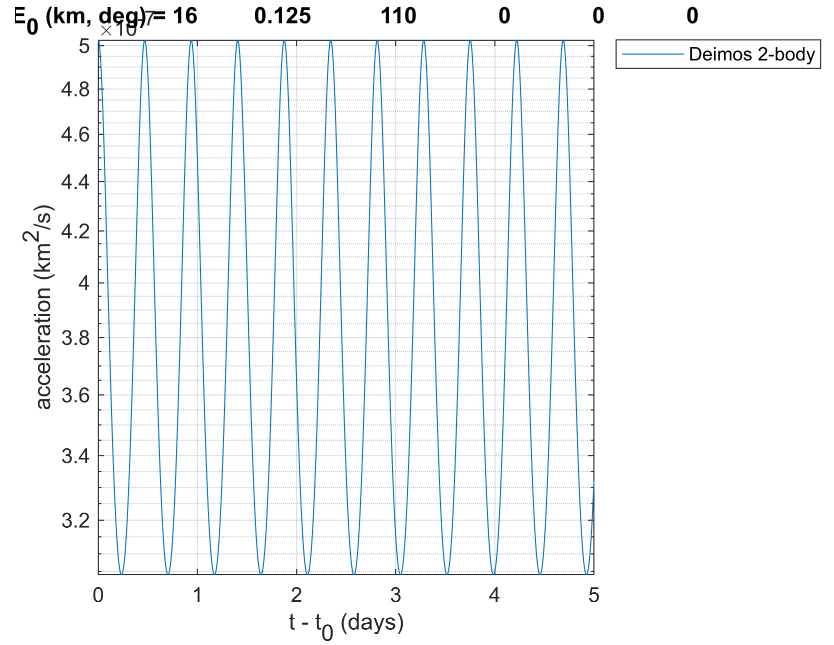 E₀ (km, deg) = 16 0.125 110 0 0 0
×10⁻⁷
5
4.8
4.6
4.4
4.2
4
3.8
3.6
3.4
3.2
acceleration (km²/s)
0 1 2 3 4 5
t - t₀ (days)
Deimos 2-body